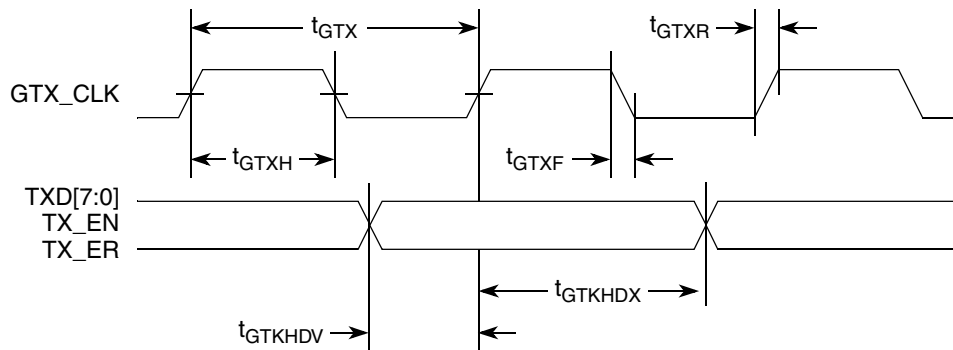 tGTX
tGTXR
GTX_CLK
tGTXH
tGTXF
TXD[7:0]
TX_EN
TX_ER
tGTKHDX
tGTKHDV